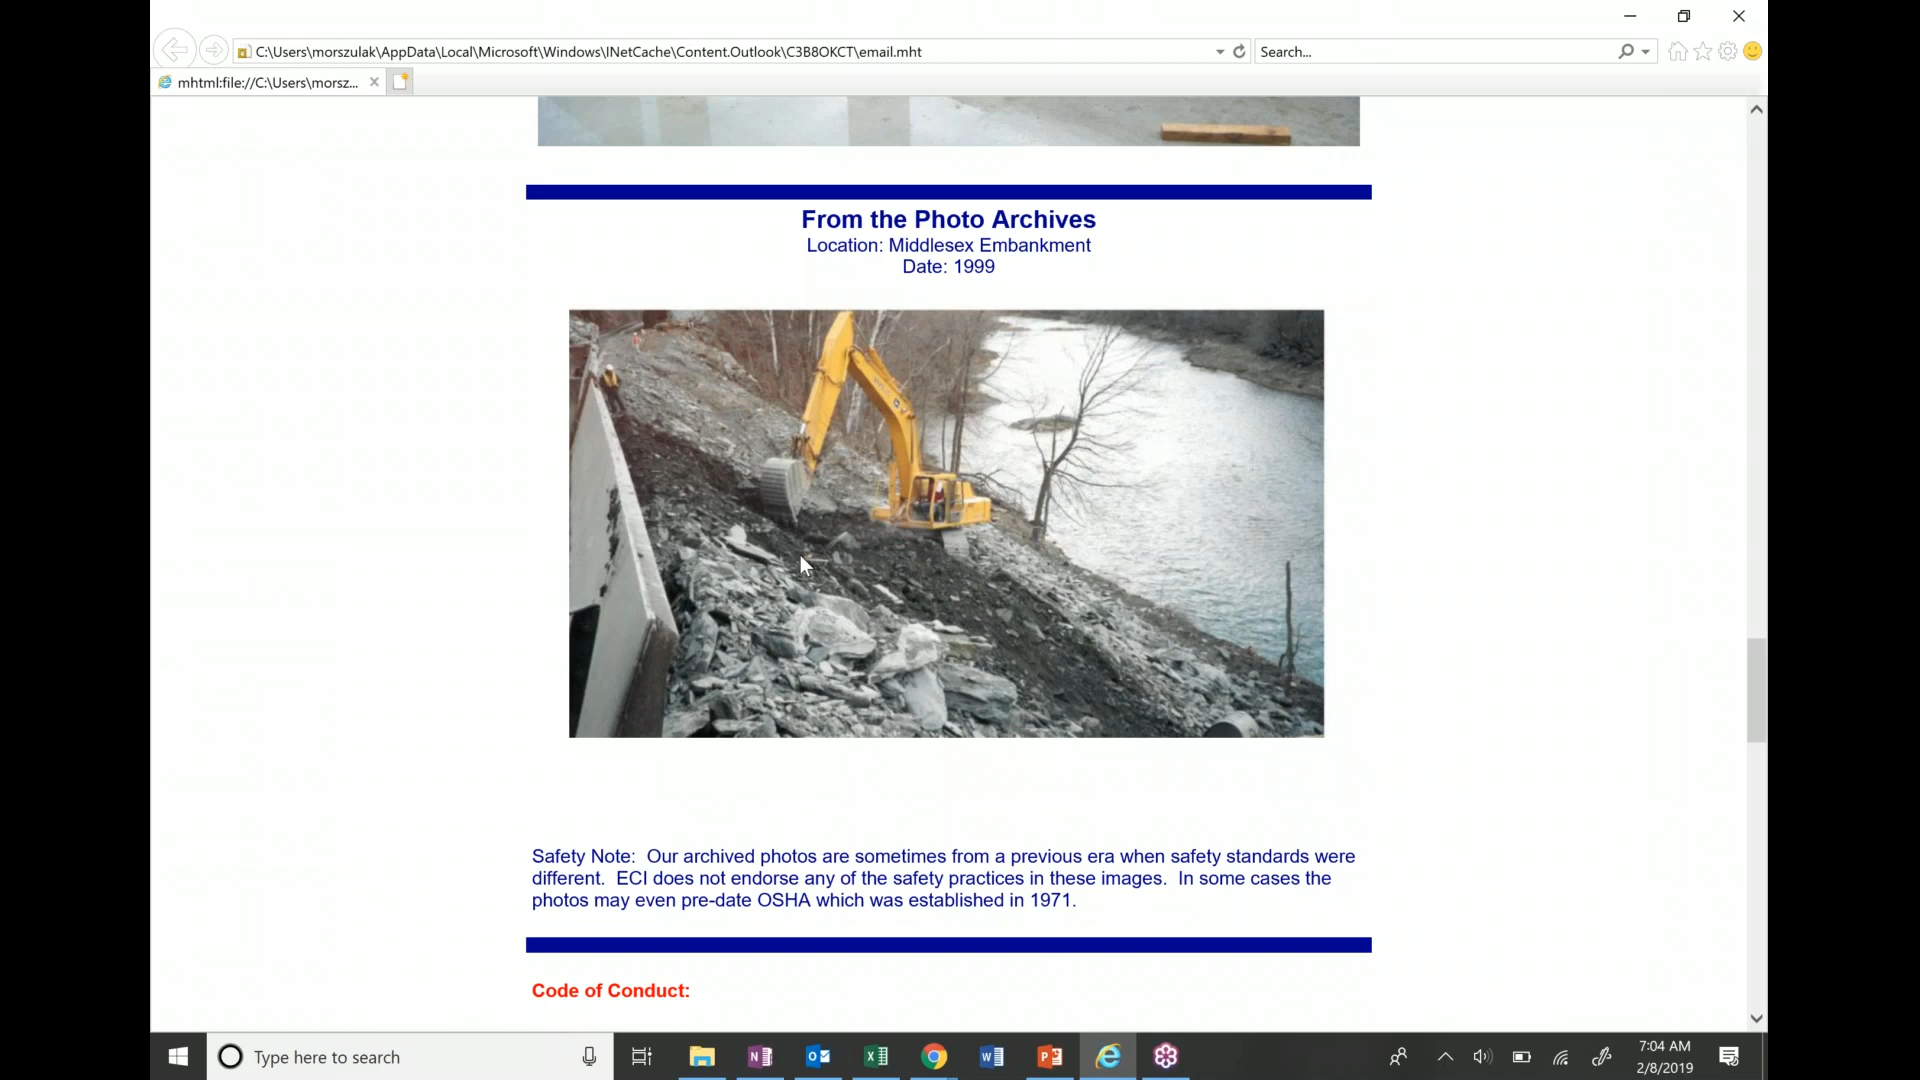 C:\Users\morszulak\AppData\Local\Microsoft\Windows\INetCache\Content.Outlook\C3B8OKCT\email.mht
Search...
mhtml:file://C:\Users\morsz...
From the Photo Archives
Location: Middlesex Embankment
Date: 1999
Safety Note: Our archived photos are sometimes from a previous era when safety standards were
different. ECI does not endorse any of the safety practices in these images. In some cases the
photos may even pre-date OSHA which was established in 1971.
Code of Conduct:
Type here to search
7:04 AM
2/8/2019